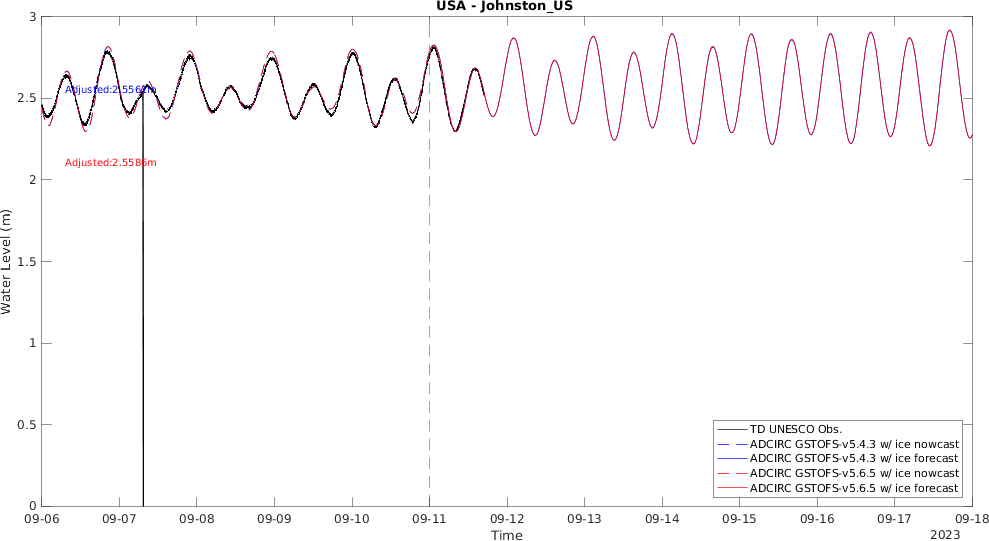 USA - Johnston_US
3
2.5
2
1.5
1
0.5
0
Water Level (m)
Adjusted:2.5561m
Adjusted:2.5586m
TD UNESCO Obs.
ADCIRC GSTOFS-v5.4.3 w/ ice nowcast
ADCIRC GSTOFS-v5.4.3 w/ ice forecast
ADCIRC GSTOFS-v5.6.5 w/ ice nowcast
ADCIRC GSTOFS-v5.6.5 w/ ice forecast
09-06 09-07 09-08 09-09 09-10 09-11 09-12 09-13 09-14 09-15 09-16 09-17 09-18
Time
2023